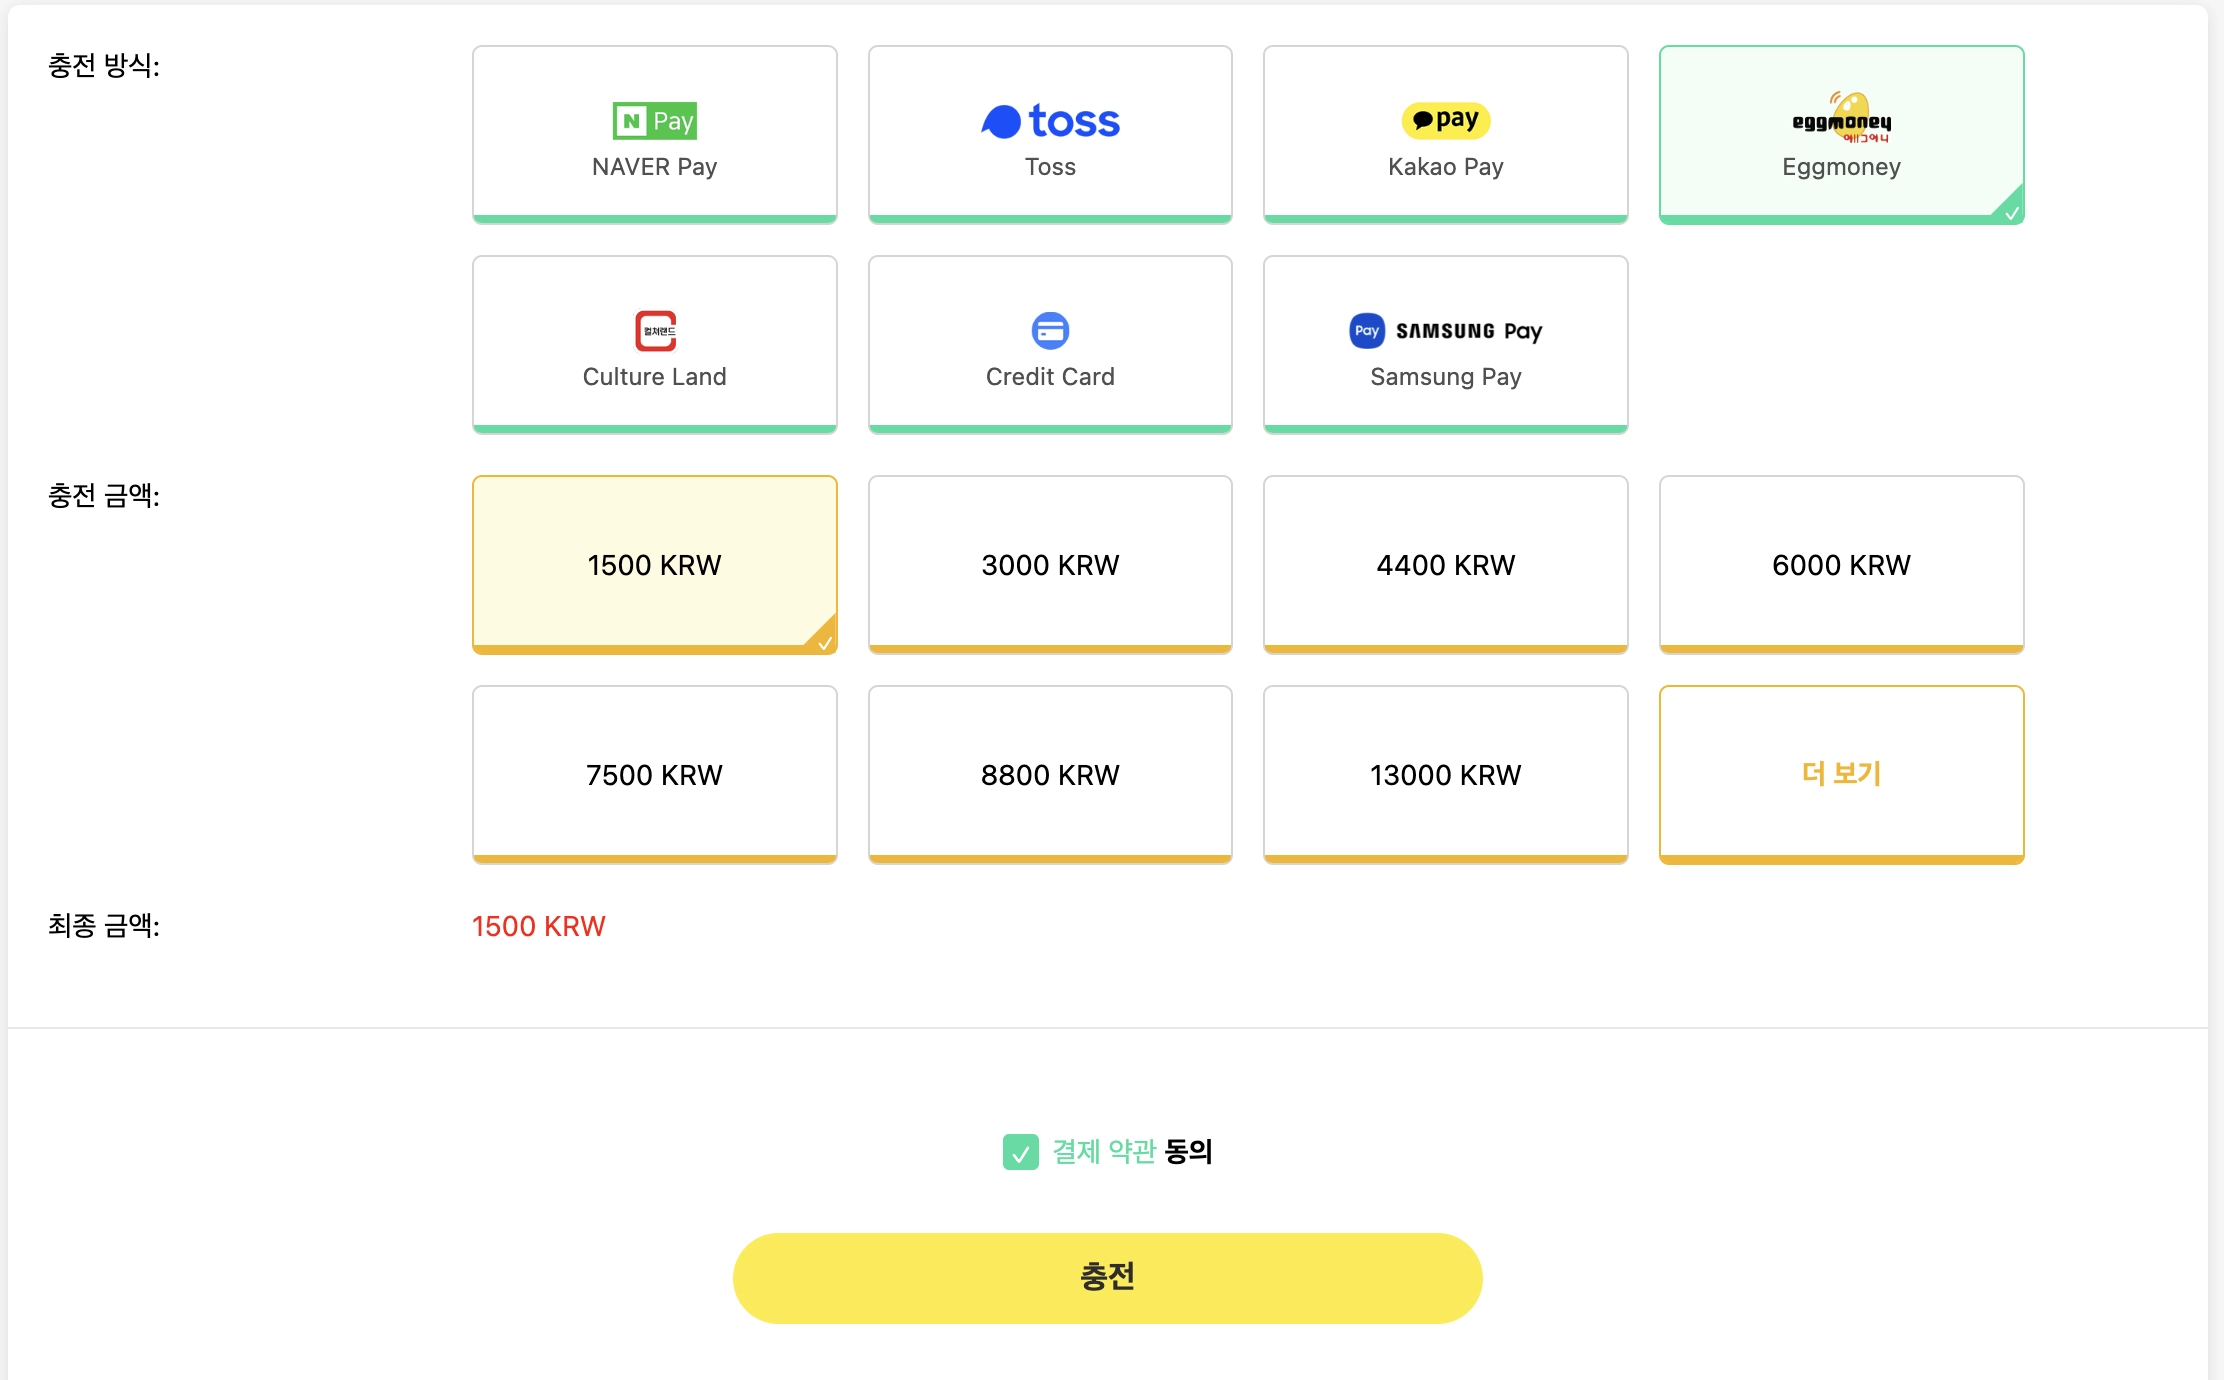 충전 방식:
N Pay
NAVER Pay
toss
Toss
pay
Kakao Pay
eggmoney
에그머니
Eggmoney
컬쳐랜드
Culture Land
Credit Card
Pay SAMSUNG Pay
Samsung Pay
충전 금액:
1500 KRW
3000 KRW
4400 KRW
6000 KRW
7500 KRW
8800 KRW
13000 KRW
더 보기
최종 금액:
1500 KRW
결제 약관 동의
충전